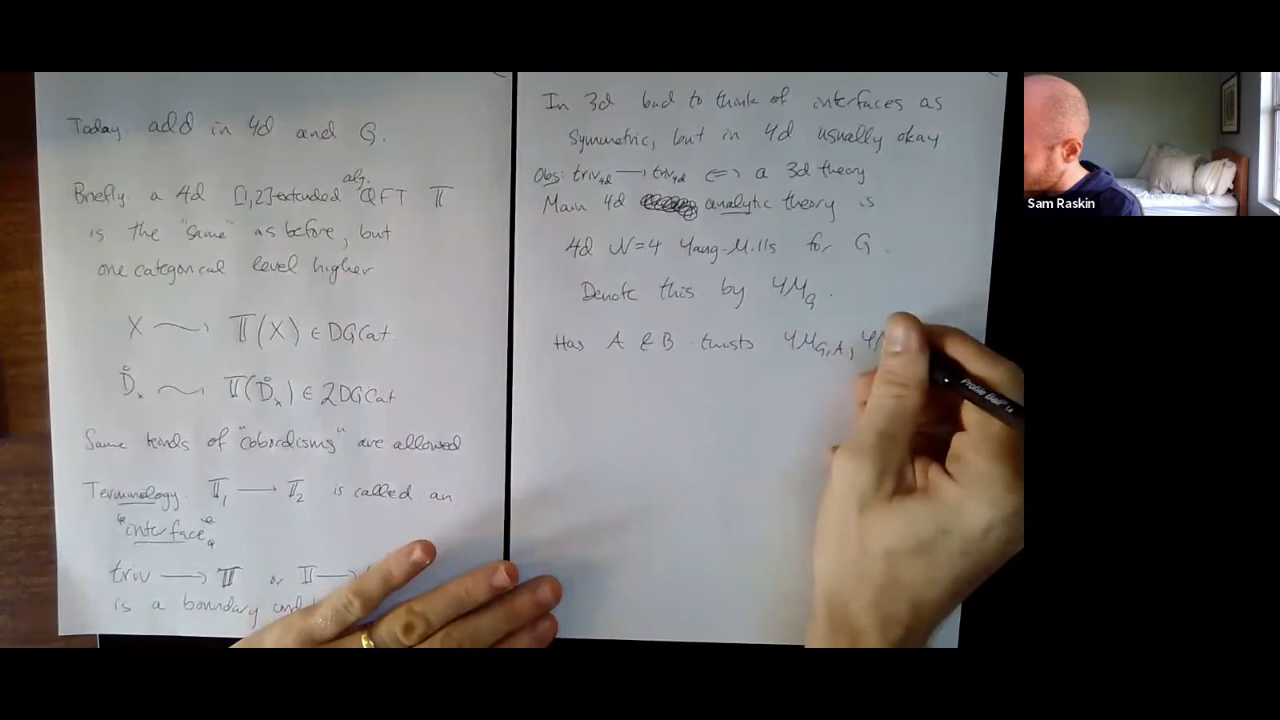 Today add in 4d and G.
Briefly: a 4d [1,2]-extended alg. QFT 𝕋
is the "same" as before, but
one categorical level higher
X ⇝ 𝕋(X) ∈ DGCat
D̊ₓ ⇝ 𝕋(D̊ₓ) ∈ 2DGCat
Same kinds of "cobordisms" are allowed
Terminology: 𝕋₁ → 𝕋₂ is called an
"interface"
triv → 𝕋 or 𝕋 →
is a boundary
In 3d bad to think of interfaces as
symmetric, but in 4d usually okay
Obs: triv₄d → triv₄d ⇔ a 3d theory
Main 4d analytic theory is
4d N=4 Yang-Mills for G.
Denote this by YM_G.
Has A & B twists YM_{G,A},
Sam Raskin